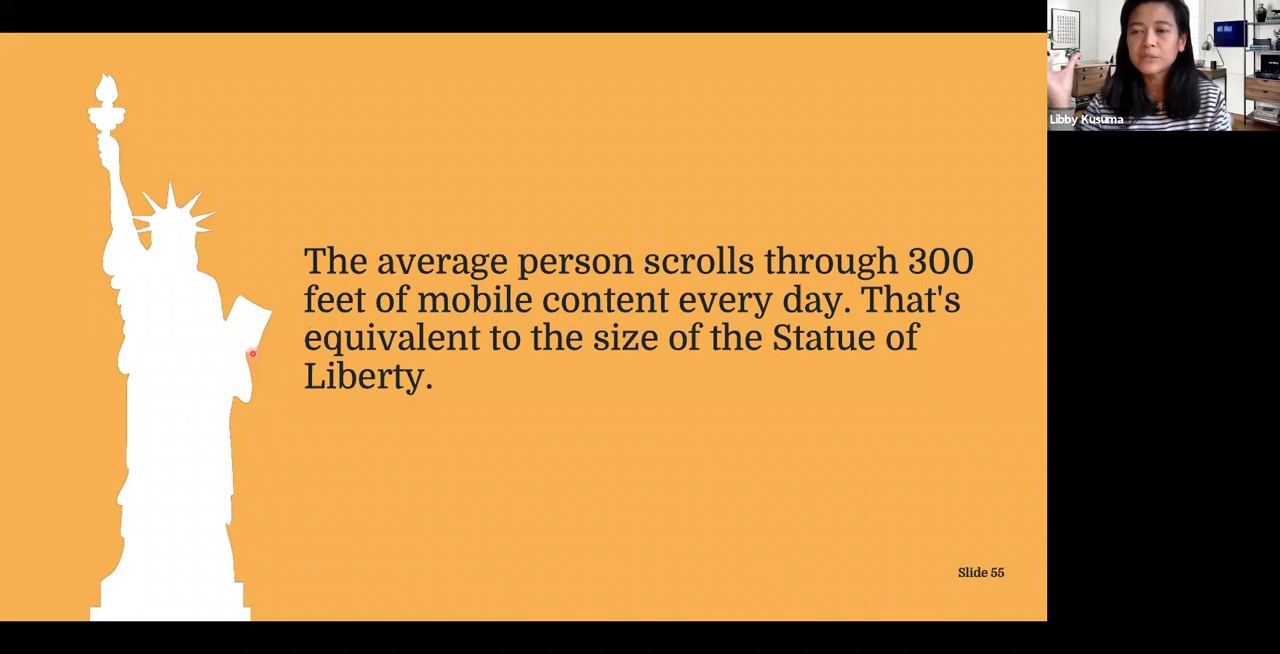 The average person scrolls through 300
feet of mobile content every day. That's
equivalent to the size of the Statue of
Liberty.
Slide 55
Libby Kusuma